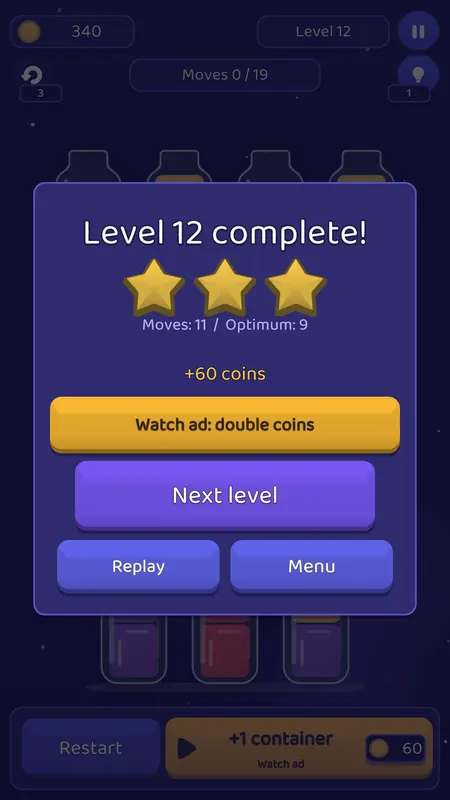 340
Level 12
Moves 0 / 19
3
1
Level 12 complete!
Moves: 11 / Optimum: 9
+60 coins
Watch ad: double coins
Next level
Replay
Menu
Restart
+1 container
Watch ad
60